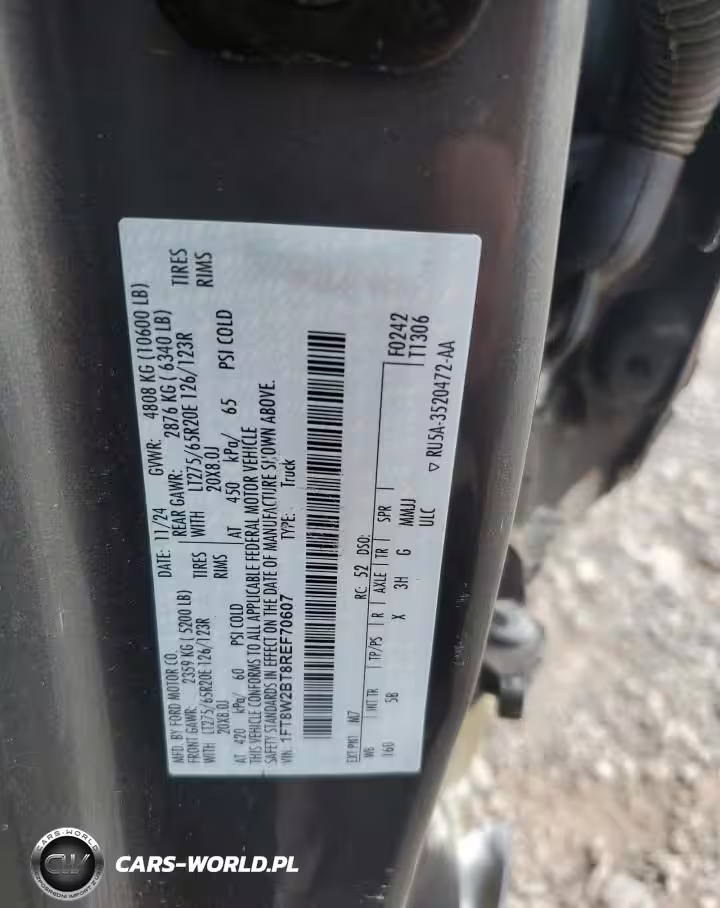 MFD. BY FORD MOTOR CO. DATE: 11/24 GVWR: 4808 KG (10600 LB)
FRONT GAWR: 2359 KG (5200 LB) REAR GAWR: 2876 KG (6340 LB)
WITH LT275/65R20E 126/123R TIRES WITH LT275/65R20E 126/123R TIRES
20X8.0J RIMS 20X8.0J RIMS
AT 420 kPa/ 60 PSI COLD AT 450 kPa/ 65 PSI COLD
THIS VEHICLE CONFORMS TO ALL APPLICABLE FEDERAL MOTOR VEHICLE
SAFETY STANDARDS IN EFFECT ON THE DATE OF MANUFACTURE SHOWN ABOVE.
VIN: 1FT8W2BT8REF70607 TYPE: Truck
EXT PNT: M7 RC: 52 DSO:
WB INT TR TP/PS R AXLE TR SPR
160 5B X 3H G MMJJ
ULC
F0242
T1306
RU5A-3520472-AA
CARS-WORLD
CW
CARS-WORLD.PL